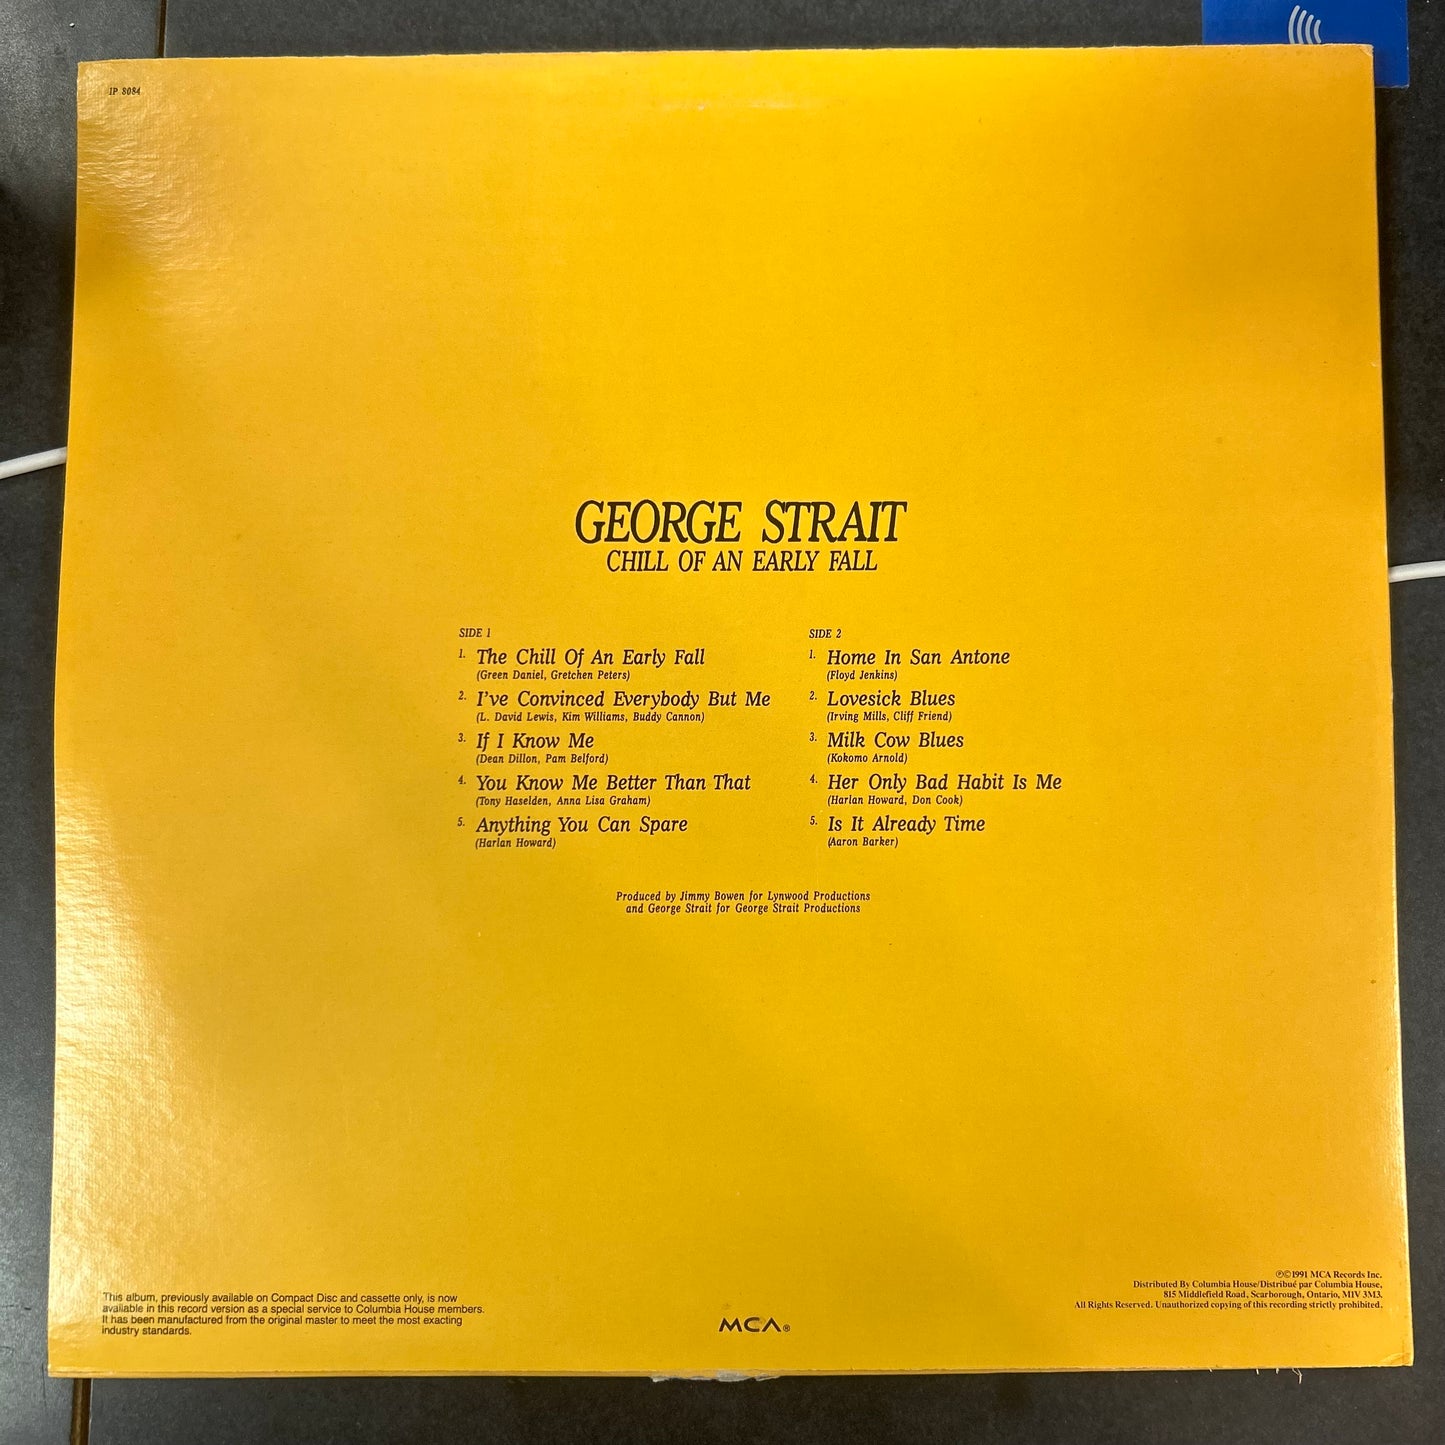 IP 8084
GEORGE STRAIT
CHILL OF AN EARLY FALL
SIDE 1
1. The Chill Of An Early Fall
(Green Daniel, Gretchen Peters)
2. I've Convinced Everybody But Me
(L. David Lewis, Kim Williams, Buddy Cannon)
3. If I Know Me
(Dean Dillon, Pam Belford)
4. You Know Me Better Than That
(Tony Haselden, Anna Lisa Graham)
5. Anything You Can Spare
(Harlan Howard)
SIDE 2
1. Home In San Antone
(Floyd Jenkins)
2. Lovesick Blues
(Irving Mills, Cliff Friend)
3. Milk Cow Blues
(Kokomo Arnold)
4. Her Only Bad Habit Is Me
(Harlan Howard, Don Cook)
5. Is It Already Time
(Aaron Barker)
Produced by Jimmy Bowen for Lynwood Productions
and George Strait for George Strait Productions
This album, previously available on Compact Disc and cassette only, is now
available in this record version as a special service to Columbia House members.
It has been manufactured from the original master to meet the most exacting
industry standards.
MCA®
℗©1991 MCA Records Inc.
Distributed By Columbia House/Distribué par Columbia House,
815 Middlefield Road, Scarborough, Ontario, M1V 3M3.
All Rights Reserved. Unauthorized copying of this recording strictly prohibited.